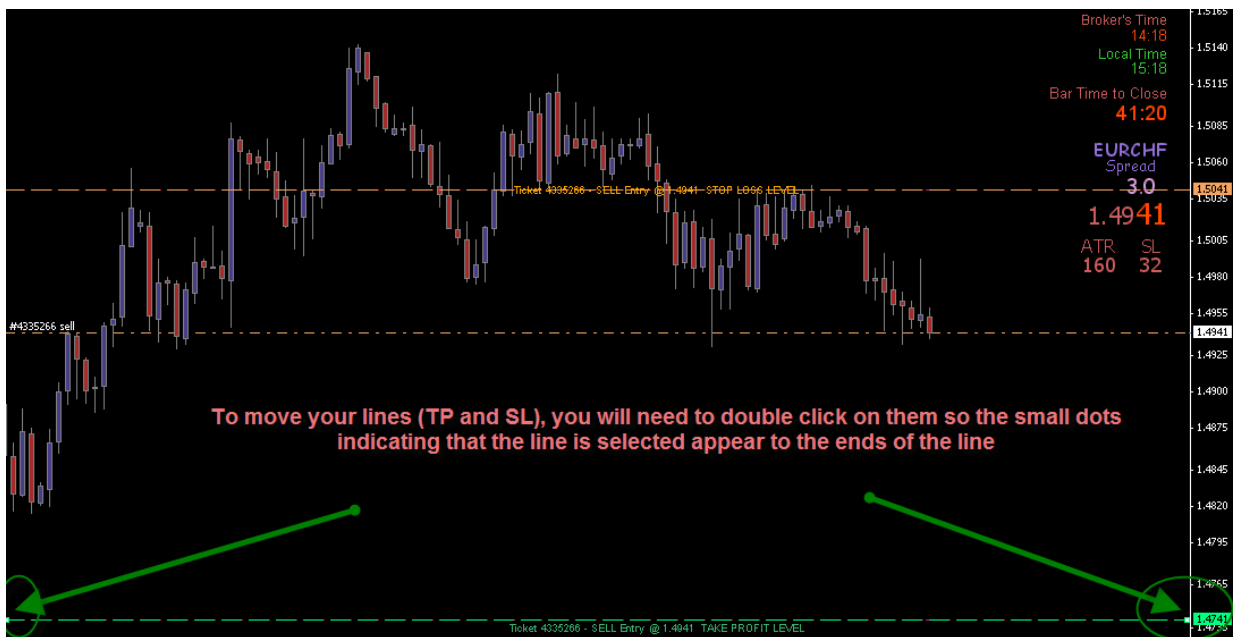 1.5165
Broker's Time
14:18
1.5140
Local Time
15:18
1.5115
Bar Time to Close
41:20
1.5085
EURCHF
1.5060
Spread
3.0
Ticket 4335266 - SELL Entry @ 1.4941 STOP LOSS LEVEL
1.5041
1.5035
1.4941
1.5005
ATR SL
160 32
1.4980
1.4955
#4335266 sell
1.4941
1.4925
1.4900
To move your lines (TP and SL), you will need to double click on them so the small dots
indicating that the line is selected appear to the ends of the line
1.4875
1.4845
1.4820
1.4795
1.4765
1.4741
Ticket 4335266 - SELL Entry @ 1.4941 TAKE PROFIT LEVEL